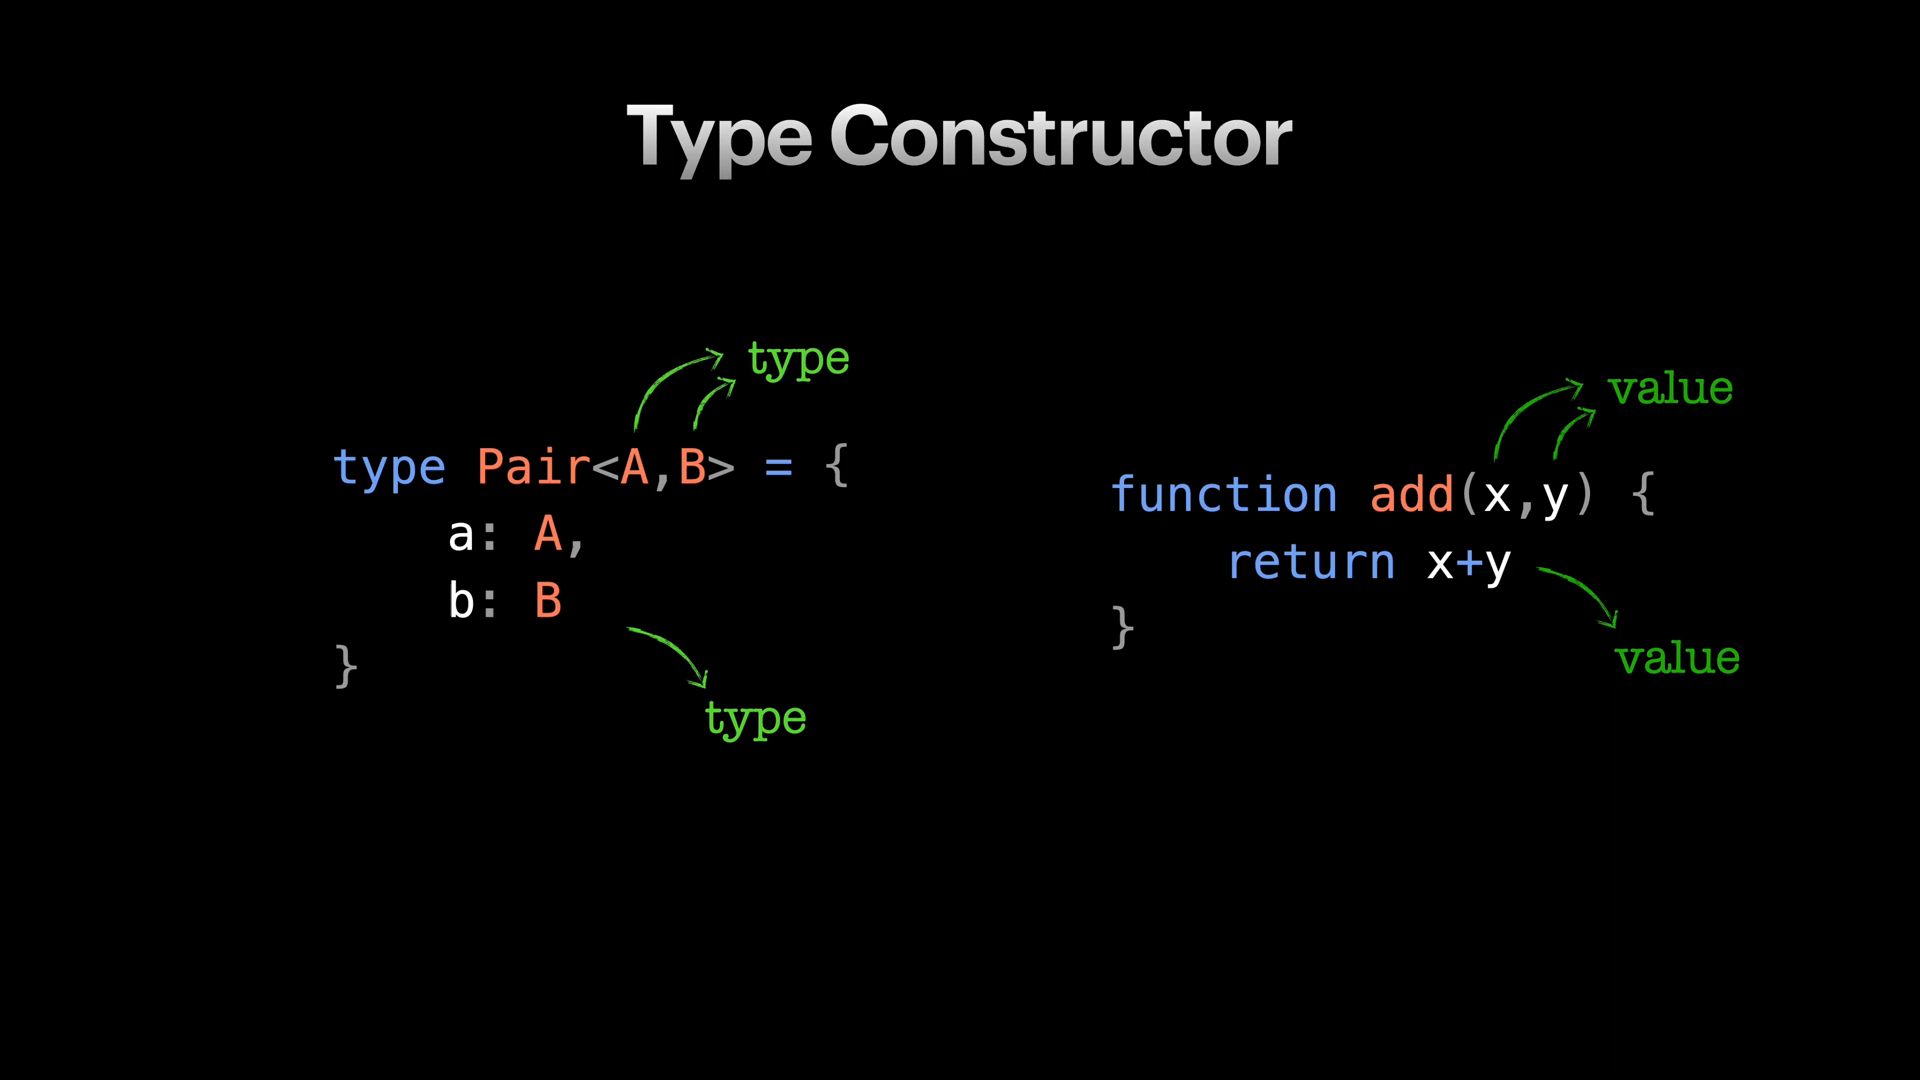 Type Constructor
type
type Pair<A,B> = {
a: A,
b: B
}
type
value
function add(x,y) {
return x+y
}
value